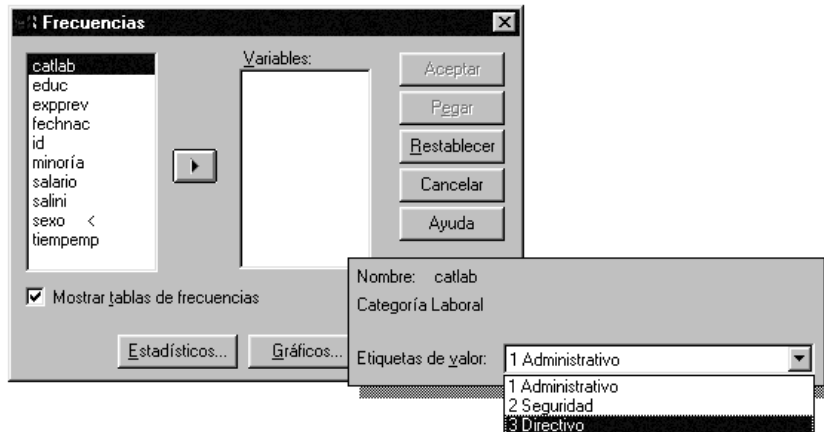 Frecuencias
catlab
educ
expprev
fechnac
id
minoría
salario
salini
sexo <
tiempemp
Variables:
Aceptar
Pegar
Restablecer
Cancelar
Ayuda
Mostrar tablas de frecuencias
Estadísticos...
Gráficos...
Nombre: catlab
Categoría Laboral
Etiquetas de valor: 1 Administrativo
1 Administrativo
2 Seguridad
3 Directivo